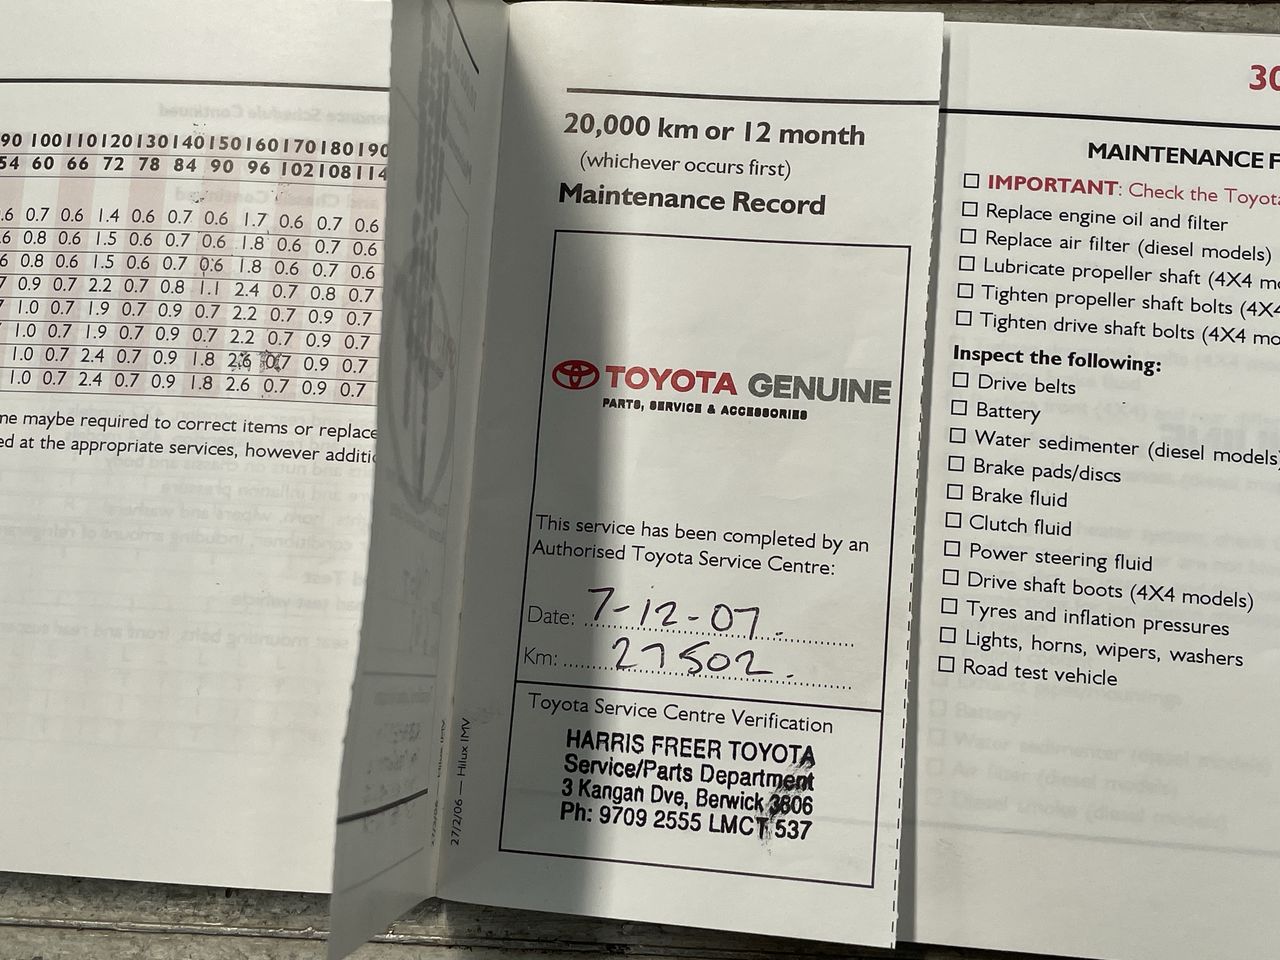 90 100 110 120 130 140 150 160 170 180 190
54 60 66 72 78 84 90 96 102 108 114
.6 0.7 0.6 1.4 0.6 0.7 0.6 1.7 0.6 0.7 0.6
.6 0.8 0.6 1.5 0.6 0.7 0.6 1.8 0.6 0.7 0.6
6 0.8 0.6 1.5 0.6 0.7 0.6 1.8 0.6 0.7 0.6
7 0.9 0.7 2.2 0.7 0.8 1.1 2.4 0.7 0.8 0.7
7 1.0 0.7 1.9 0.7 0.9 0.7 2.2 0.7 0.9 0.7
1.0 0.7 1.9 0.7 0.9 0.7 2.2 0.7 0.9 0.7
1.0 0.7 2.4 0.7 0.9 1.8 2.6 0.7 0.9 0.7
1.0 0.7 2.4 0.7 0.9 1.8 2.6 0.7 0.9 0.7
me maybe required to correct items or replace
ed at the appropriate services, however additi
27/2/06 — Hilux IMV
20,000 km or 12 month
(whichever occurs first)
Maintenance Record
TOYOTA GENUINE
PARTS, SERVICE & ACCESSORIES
This service has been completed by an
Authorised Toyota Service Centre:
Date: 7-12-07.
Km: 27502.
Toyota Service Centre Verification
HARRIS FREER TOYOTA
Service/Parts Department
3 Kangan Dve, Berwick 3806
Ph: 9709 2555 LMCT 537
30
MAINTENANCE F
IMPORTANT: Check the Toyota
Replace engine oil and filter
Replace air filter (diesel models)
Lubricate propeller shaft (4X4 mo
Tighten propeller shaft bolts (4X4
Tighten drive shaft bolts (4X4 mo
Inspect the following:
Drive belts
Battery
Water sedimenter (diesel models)
Brake pads/discs
Brake fluid
Clutch fluid
Power steering fluid
Drive shaft boots (4X4 models)
Tyres and inflation pressures
Lights, horns, wipers, washers
Road test vehicle